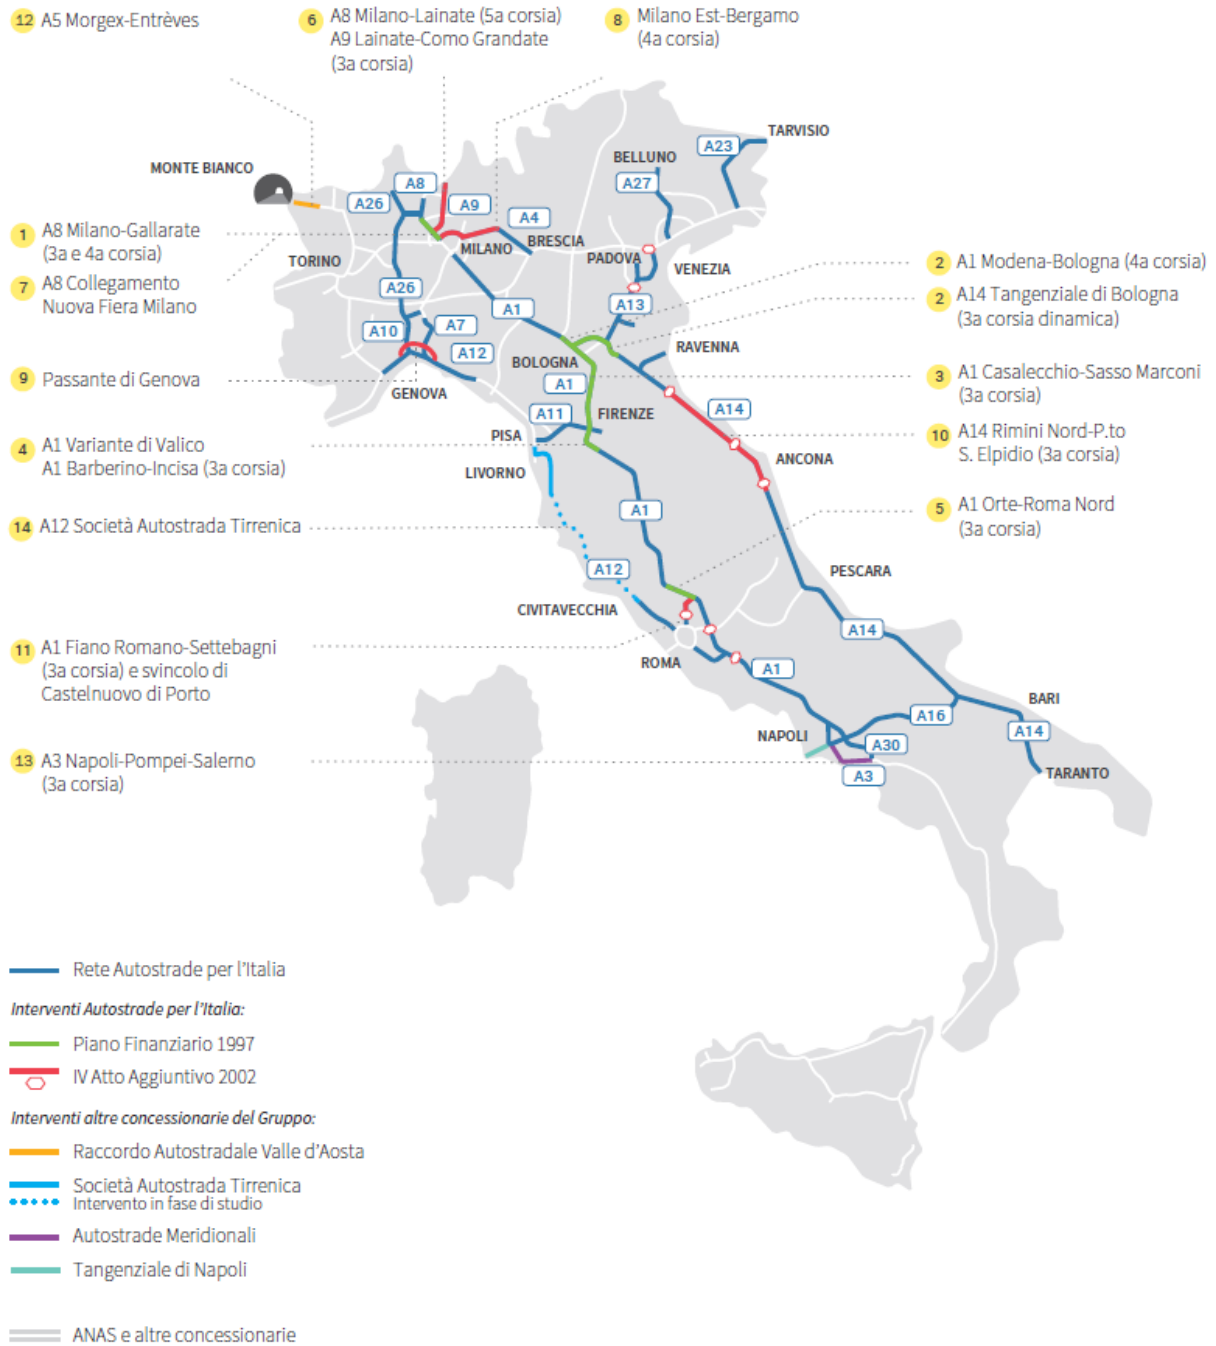 12 A5 Morgex-Entrèves
6 A8 Milano-Lainate (5a corsia)
A9 Lainate-Como Grandate
(3a corsia)
8 Milano Est-Bergamo
(4a corsia)
TARVISIO
A23
BELLUNO
A27
MONTE BIANCO
A8
A26
A9
A4
BRESCIA
MILANO
1 A8 Milano-Gallarate
(3a e 4a corsia)
TORINO
7 A8 Collegamento
Nuova Fiera Milano
PADOVA
VENEZIA
2 A1 Modena-Bologna (4a corsia)
2 A14 Tangenziale di Bologna
(3a corsia dinamica)
A26
A1
A13
A10
A7
A12
RAVENNA
BOLOGNA
A1
3 A1 Casalecchio-Sasso Marconi
(3a corsia)
9 Passante di Genova
GENOVA
A11
FIRENZE
A14
PISA
10 A14 Rimini Nord-P.to
S. Elpidio (3a corsia)
4 A1 Variante di Valico
A1 Barberino-Incisa (3a corsia)
ANCONA
LIVORNO
5 A1 Orte-Roma Nord
(3a corsia)
A1
14 A12 Società Autostrada Tirrenica
A12
PESCARA
CIVITAVECCHIA
A14
11 A1 Fiano Romano-Settebagni
(3a corsia) e svincolo di
Castelnuovo di Porto
ROMA
A1
BARI
A16
A14
NAPOLI
A30
13 A3 Napoli-Pompei-Salerno
(3a corsia)
A3
TARANTO
Rete Autostrade per l'Italia
Interventi Autostrade per l'Italia:
Piano Finanziario 1997
IV Atto Aggiuntivo 2002
Interventi altre concessionarie del Gruppo:
Raccordo Autostradale Valle d'Aosta
Società Autostrada Tirrenica
Intervento in fase di studio
Autostrade Meridionali
Tangenziale di Napoli
ANAS e altre concessionarie